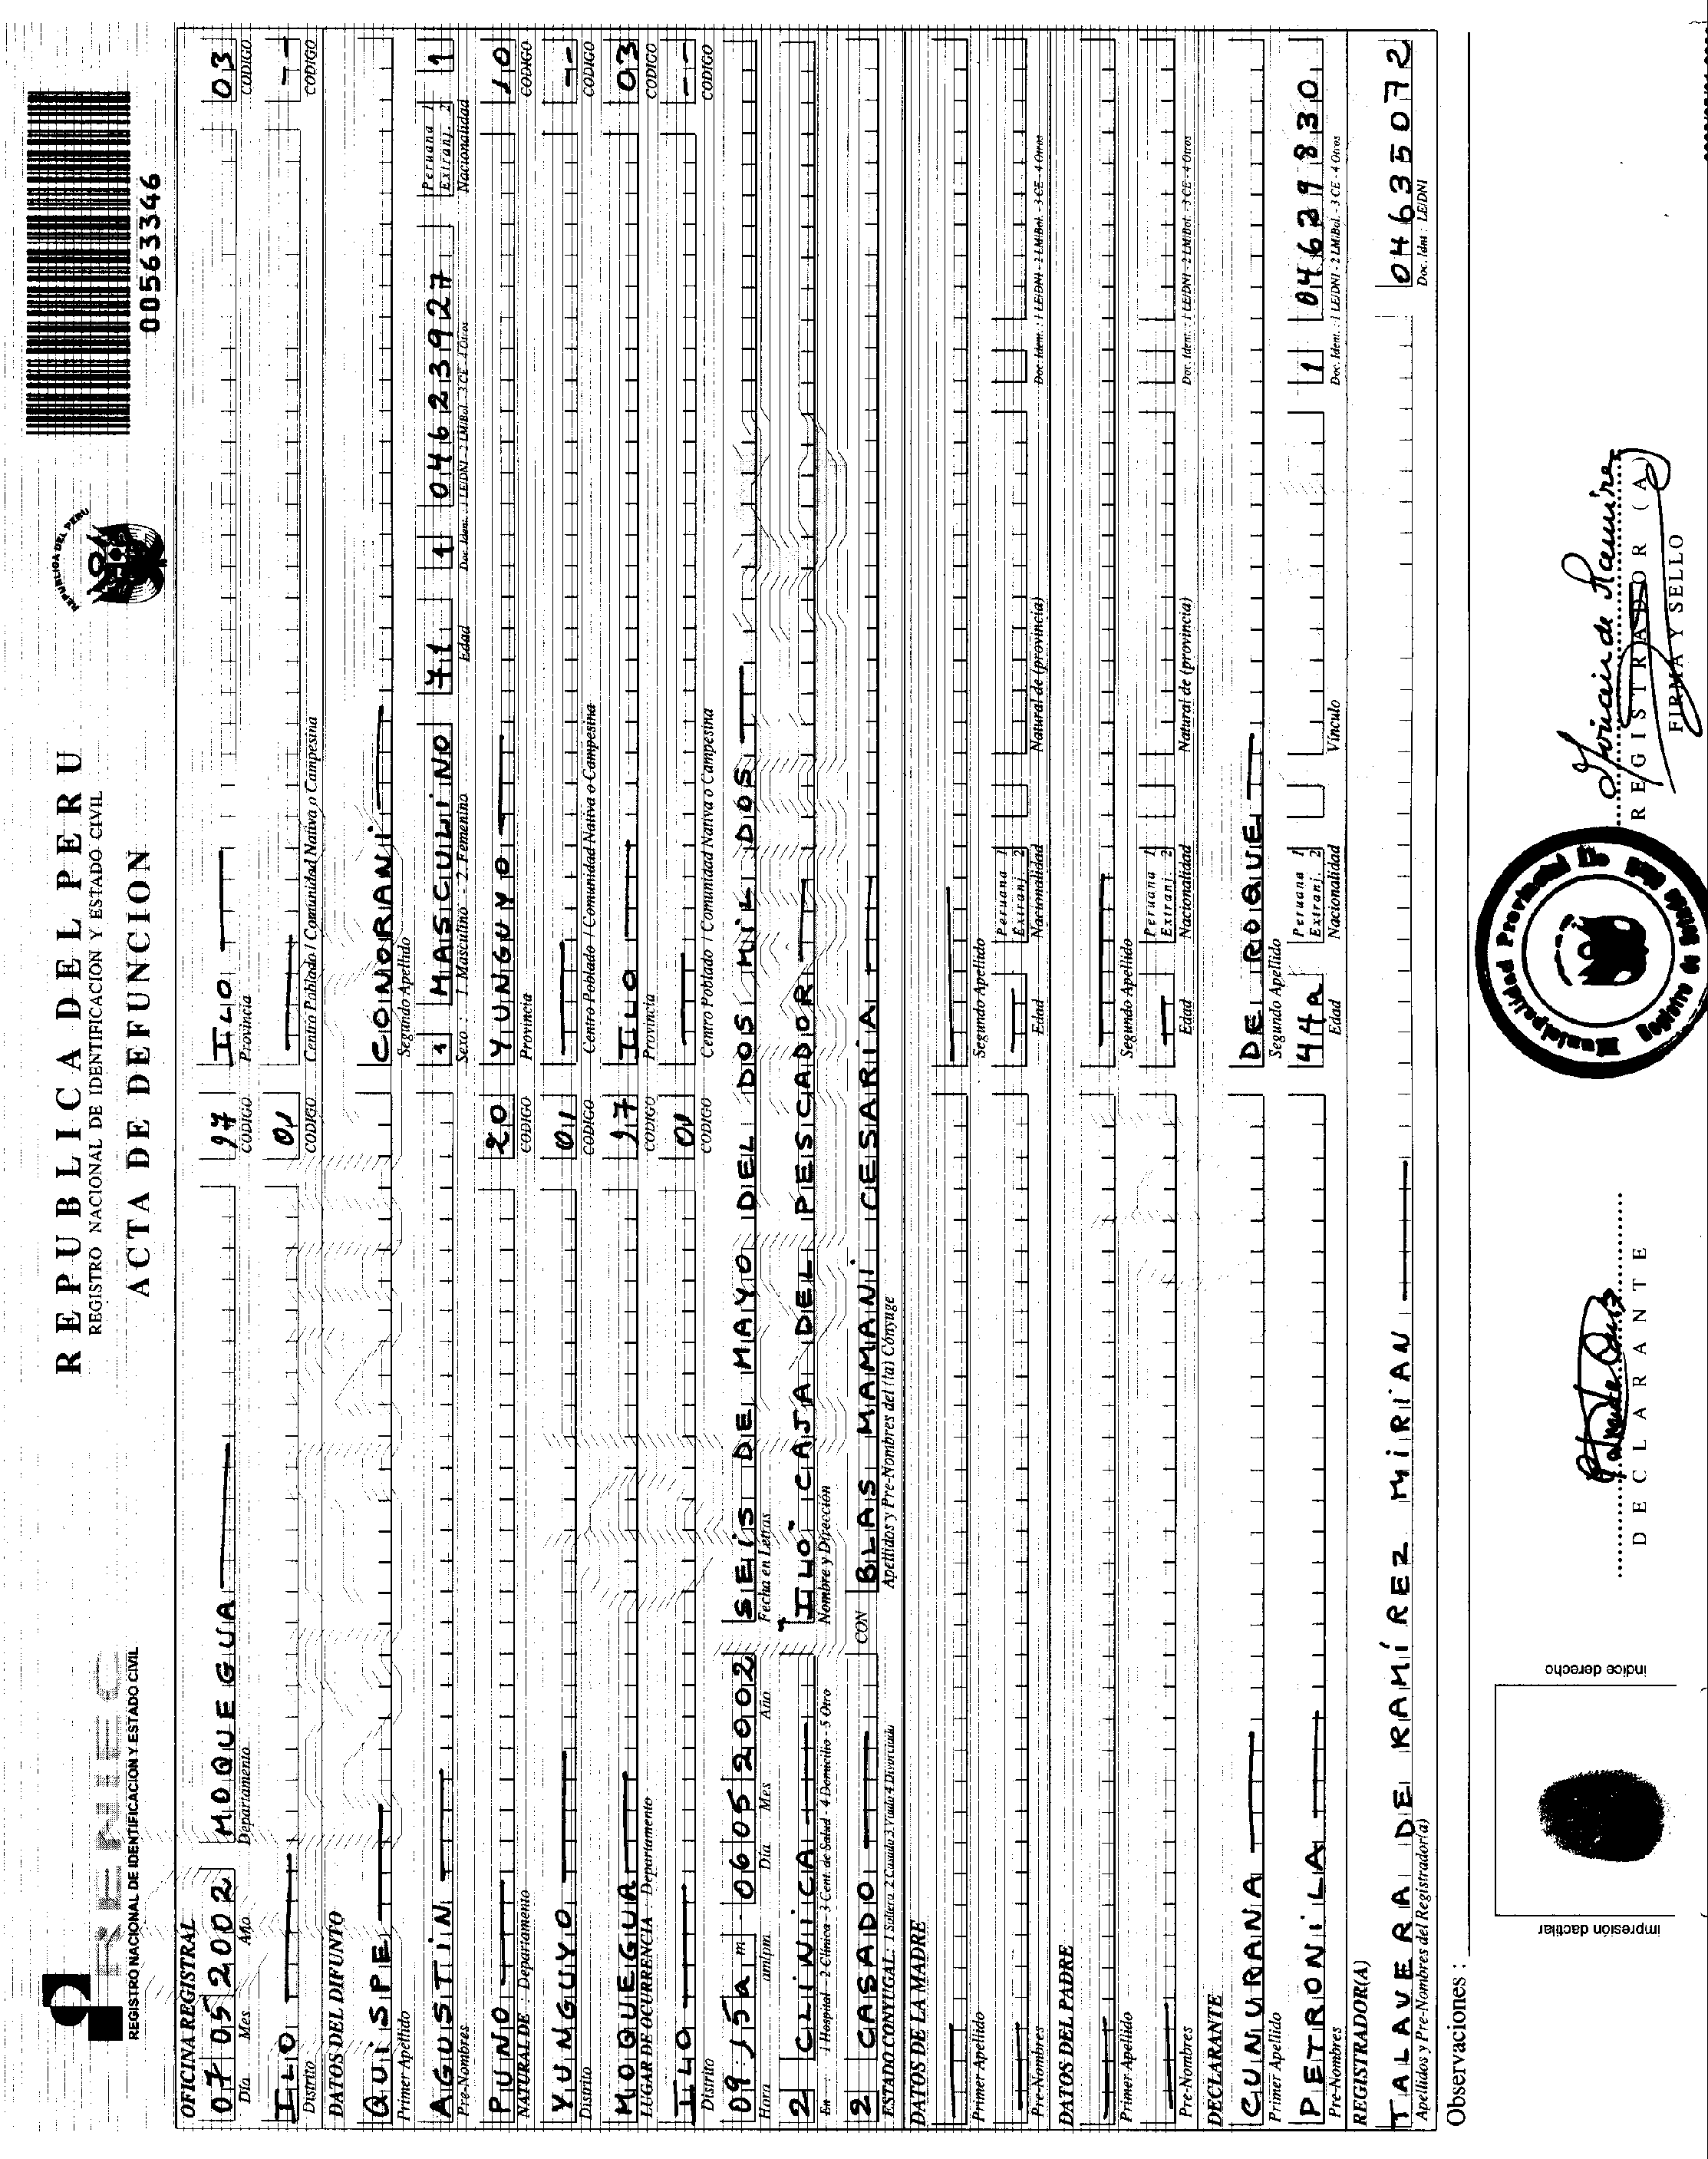 RENIEC
REGISTRO NACIONAL DE IDENTIFICACION Y ESTADO CIVIL
REPUBLICA DEL PERU
REGISTRO NACIONAL DE IDENTIFICACION Y ESTADO CIVIL
ACTA DE DEFUNCION
REPUBLICA DEL PERU
00563346
OFICINA REGISTRAL
07 05 2002 MOQUEGUA 17 ILO 03
Día Mes Año Departamento CODIGO Provincia CODIGO
ILO 01 --
Distrito CODIGO Centro Poblado / Comunidad Nativa o Campesina CODIGO
DATOS DEL DIFUNTO
QUISPE CONORANI
Primer Apellido Segundo Apellido
AGUSTIN 1 MASCULINO 71 1 04623927 Peruana 1 Extranj. 2 1
Pre-Nombres Sexo : 1. Masculino - 2. Femenino Edad Doc. Iden.: 1 LE/DNI - 2 LM/Bol. - 3 CE - 4 Otros Nacionalidad
PUNO 20 YUNGUYO 10
NATURAL DE Departamento CODIGO Provincia CODIGO
YUNGUYO 01 --
Distrito CODIGO Centro Poblado / Comunidad Nativa o Campesina CODIGO
MOQUEGUA 17 ILO 03
LUGAR DE OCURRENCIA Departamento CODIGO Provincia CODIGO
ILO 01 --
Distrito CODIGO Centro Poblado / Comunidad Nativa o Campesina CODIGO
09:15 a m - 06 05 2002 SEIS DE MAYO DEL DOS MIL DOS
Hora am/pm Día Mes Año Fecha en Letras
2 CLINICA ILO CAJA DEL PESCADOR
En 1 Hospital - 2 Clínica - 3 Cent. de Salud - 4 Domicilio - 5 Otro Nombre y Dirección
2 CASADO CON BLAS MAMANI CESARIA
ESTADO CONYUGAL: 1 Soltero 2 Casado 3 Viudo 4 Divorciado Apellidos y Pre-Nombres del (la) Cónyuge
DATOS DE LA MADRE
Primer Apellido Segundo Apellido
Peruana 1 Extranj. 2
Pre-Nombres Edad Nacionalidad Natural de (provincia) Doc. Iden.: 1 LE/DNI - 2 LM/Bol. - 3 CE - 4 Otros
DATOS DEL PADRE
Primer Apellido Segundo Apellido
Peruana 1 Extranj. 2
Pre-Nombres Edad Nacionalidad Natural de (provincia) Doc. Iden.: 1 LE/DNI - 2 LM/Bol. - 3 CE - 4 Otros
DECLARANTE
CUNURANA DE ROQUE
Primer Apellido Segundo Apellido
PETRONILA 44A Peruana 1 Extranj. 2 1 04629830
Pre-Nombres Edad Nacionalidad Vínculo Doc. Iden.: 1 LE/DNI - 2 LM/Bol. - 3 CE - 4 Otros
REGISTRADOR(A)
TALAVERA DE RAMÍREZ MIRIAN 04635072
Apellidos y Pre-Nombres del Registrador(a) Doc. Idnt : LE/DNI
Observaciones :
impresión dactilar
índice derecho
DECLARANTE
Municipalidad Provincial Ilo
REGISTRADOR (A)
FIRMA Y SELLO